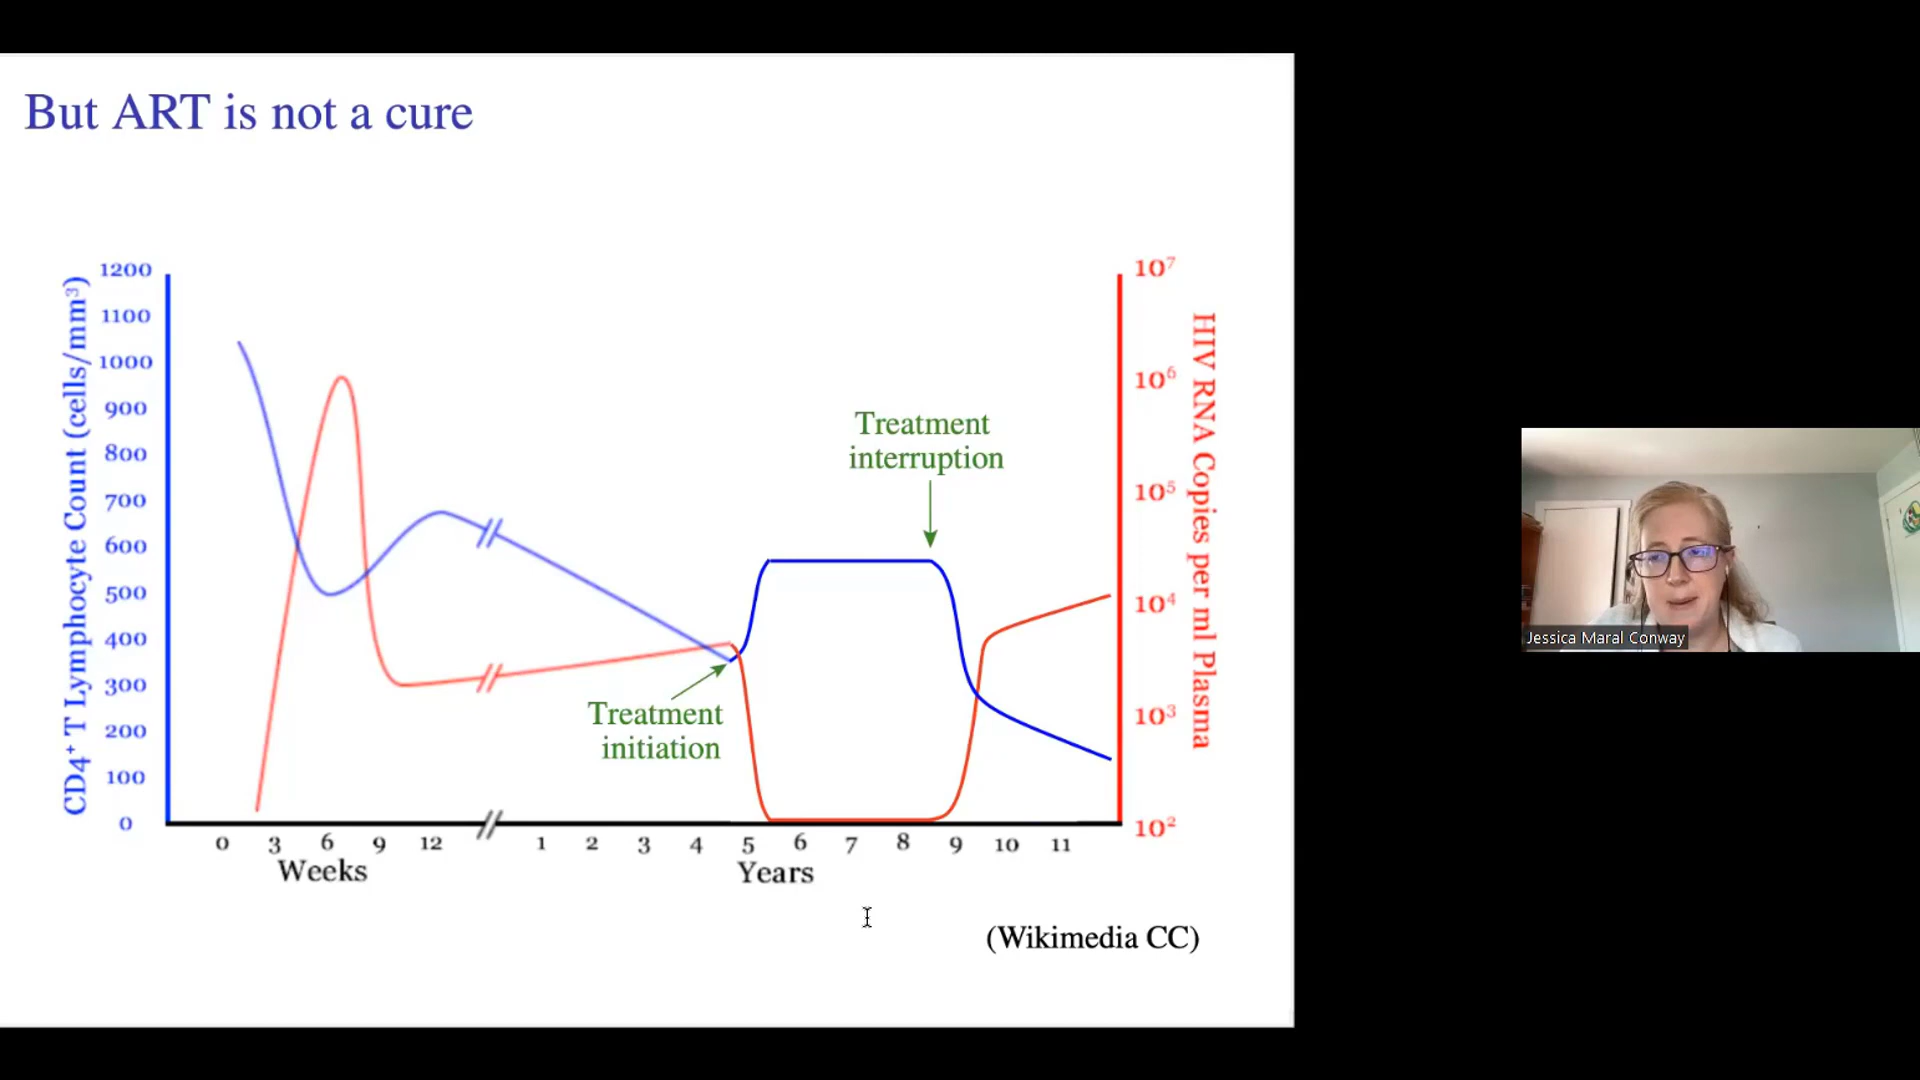 But ART is not a cure
CD4⁺ T Lymphocyte Count (cells/mm³)
1200
1100
1000
900
800
700
600
500
400
300
200
100
0
Treatment
interruption
Treatment
initiation
10⁷
10⁶
10⁵
10⁴
10³
10²
HIV RNA Copies per ml Plasma
0 3 6 9 12 1 2 3 4 5 6 7 8 9 10 11
Weeks Years
(Wikimedia CC)
Jessica Maral Conway